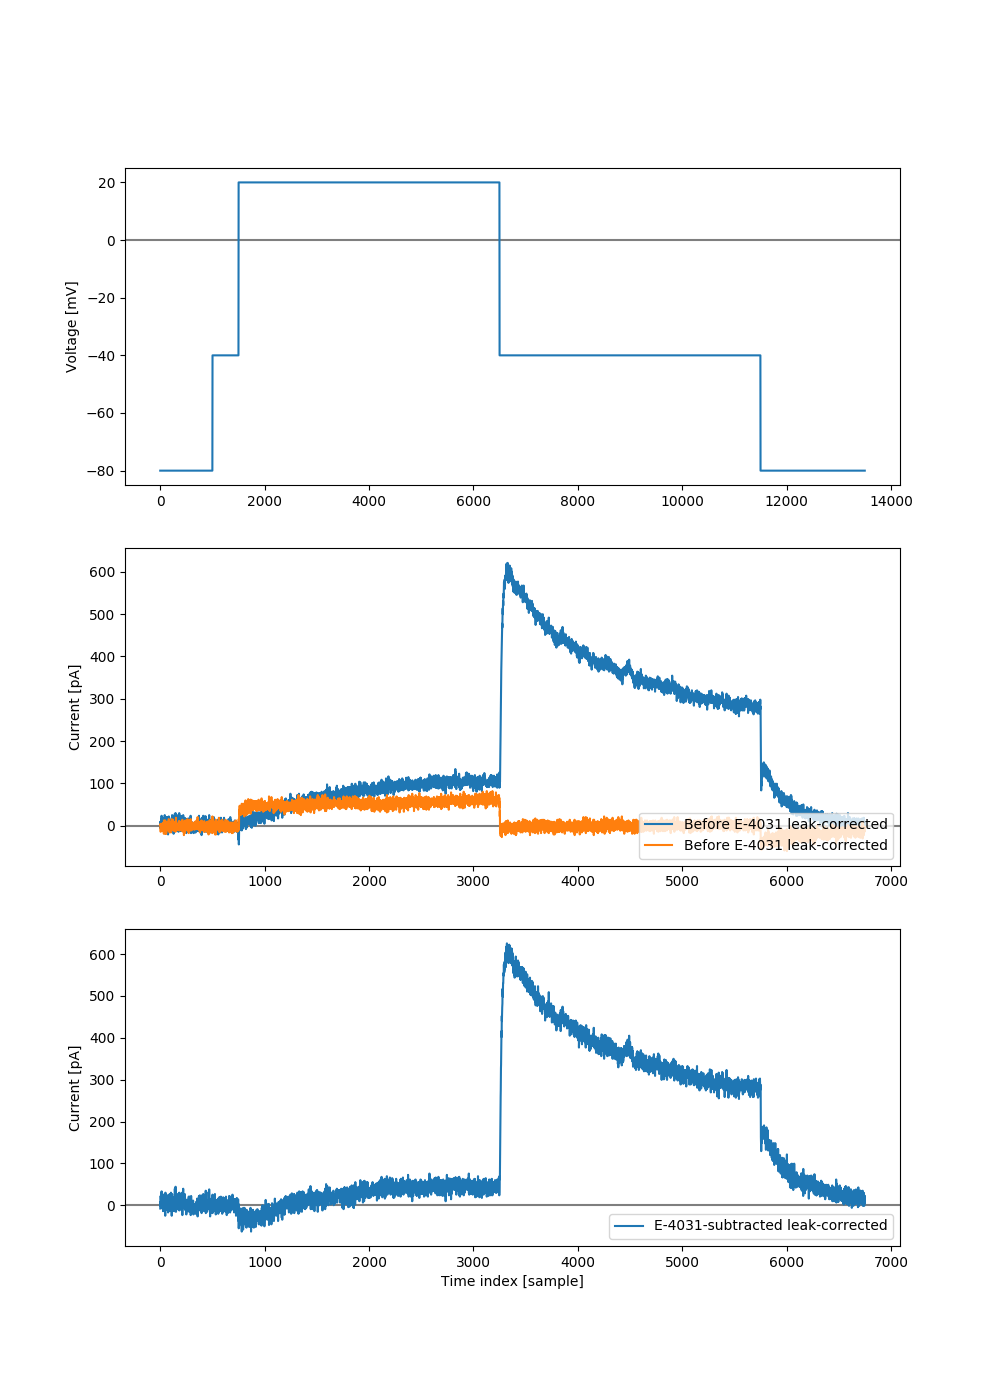 20
0
−20
−40
−60
−80
Voltage [mV]
0 2000 4000 6000 8000 10000 12000 14000
600
500
400
300
200
100
0
Current [pA]
Before E-4031 leak-corrected
Before E-4031 leak-corrected
0 1000 2000 3000 4000 5000 6000 7000
600
500
400
300
200
100
0
Current [pA]
E-4031-subtracted leak-corrected
0 1000 2000 3000 4000 5000 6000 7000
Time index [sample]